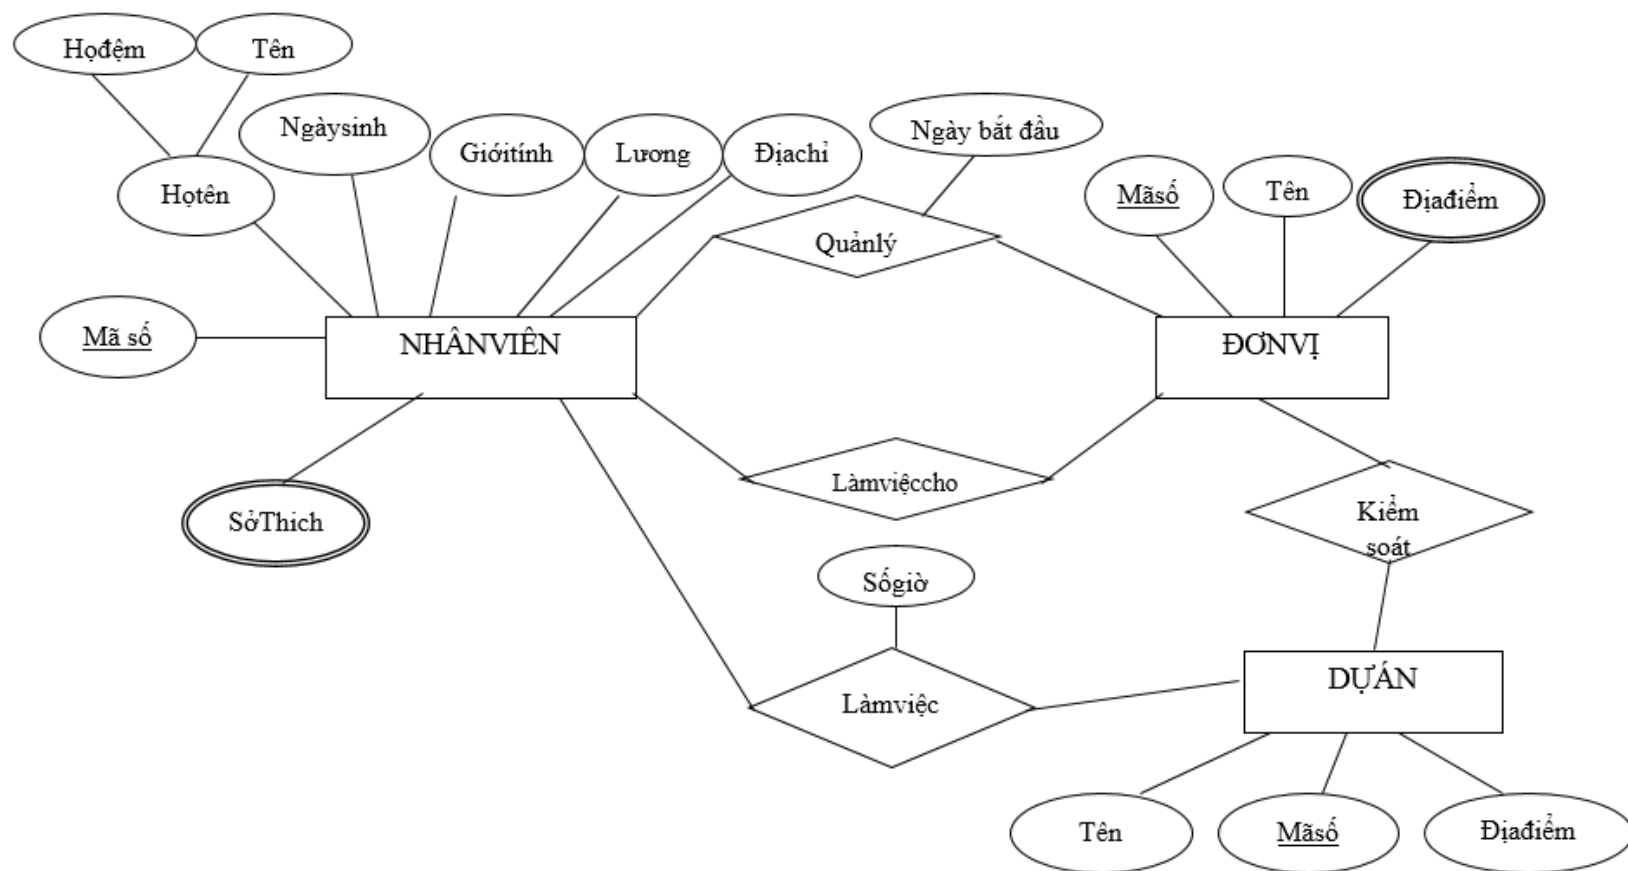 Họđệm
Tên
Ngàysinh
Giớitính
Lương
Địachỉ
Ngày bắt đầu
Mãsố
Tên
Địađiểm
Họtên
Quảnlý
Mã số
NHÂNVIÊN
ĐƠNVỊ
Làmviệccho
SởThich
Kiểm
soát
Sốgiờ
Làmviệc
DỰÁN
Tên
Mãsố
Địađiểm